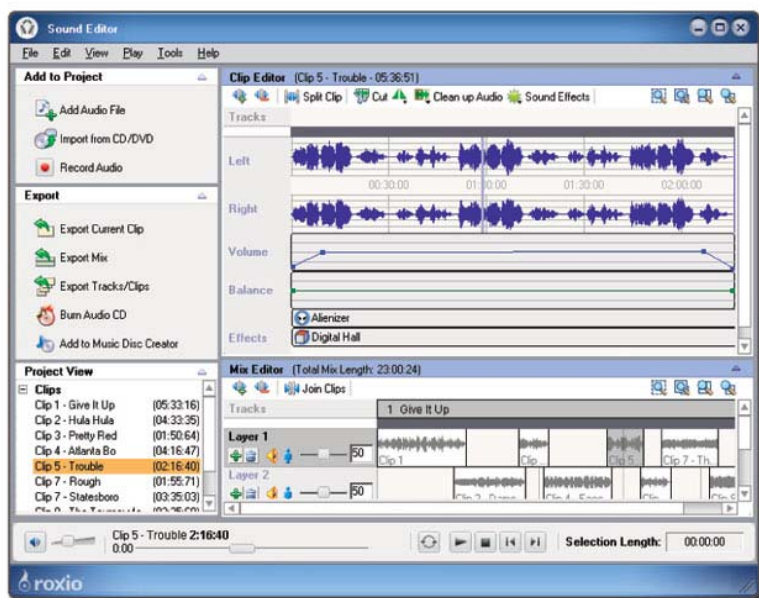 Sound Editor
File Edit View Play Tools Help
Add to Project
Add Audio File
Import from CD/DVD
Record Audio
Export
Export Current Clip
Export Mix
Export Tracks/Clips
Burn Audio CD
Add to Music Disc Creator
Project View
Clips
Clip 1 - Give It Up (05:33:16)
Clip 2 - Hula Hula (04:33:35)
Clip 3 - Pretty Red (01:50:64)
Clip 4 - Atlanta Bo (04:16:47)
Clip 5 - Trouble (02:16:40)
Clip 7 - Rough (01:55:71)
Clip 7 - Statesboro (03:35:03)
Clip Editor (Clip 5 - Trouble - 05:36:51)
Split Clip Cut Clean up Audio Sound Effects
Tracks
Left
00:30:00 01:00:00 01:30:00 02:00:00
Right
Volume
Balance
Alienizer
Effects Digital Hall
Mix Editor (Total Mix Length: 23:00:24)
Join Clips
Tracks 1 Give It Up
Layer 1
50 Clip 1 Clip ... Clip 5 Clip 7 - Th...
Layer 2
50
Clip 5 - Trouble 2:16:40
0:00
Selection Length: 00:00:00
roxio